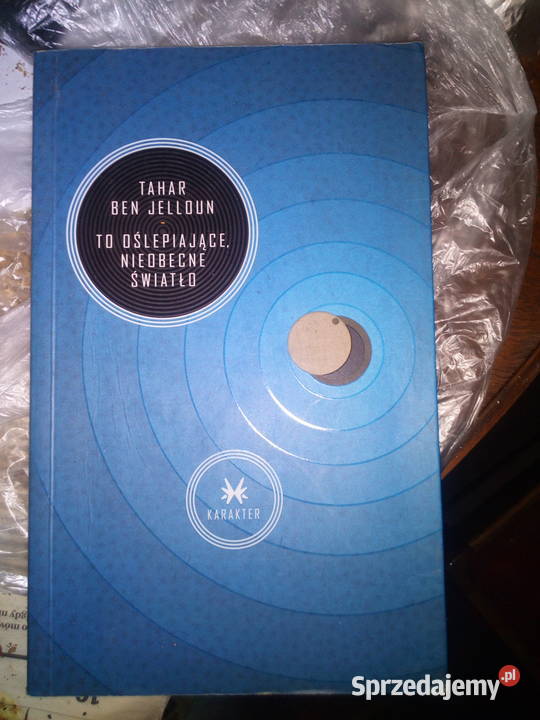 TAHAR
BEN JELLOUN
TO OŚLEPIAJĄCE,
NIEOBECNE
ŚWIATŁO
KARAKTER
Sprzedajemy.pl